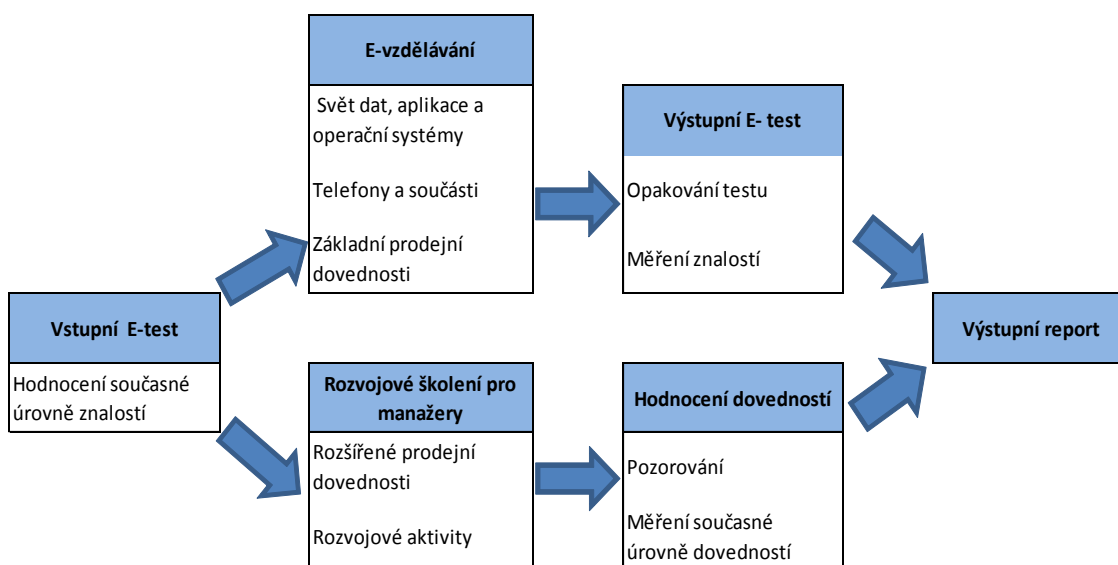 E-vzdělávání
Svět dat, aplikace a
operační systémy
Telefony a součásti
Základní prodejní
dovednosti
Výstupní E- test
Opakování testu
Měření znalostí
Vstupní E-test
Hodnocení současné
úrovně znalostí
Výstupní report
Rozvojové školení pro
manažery
Rozšířené prodejní
dovednosti
Rozvojové aktivity
Hodnocení dovedností
Pozorování
Měření současné
úrovně dovedností